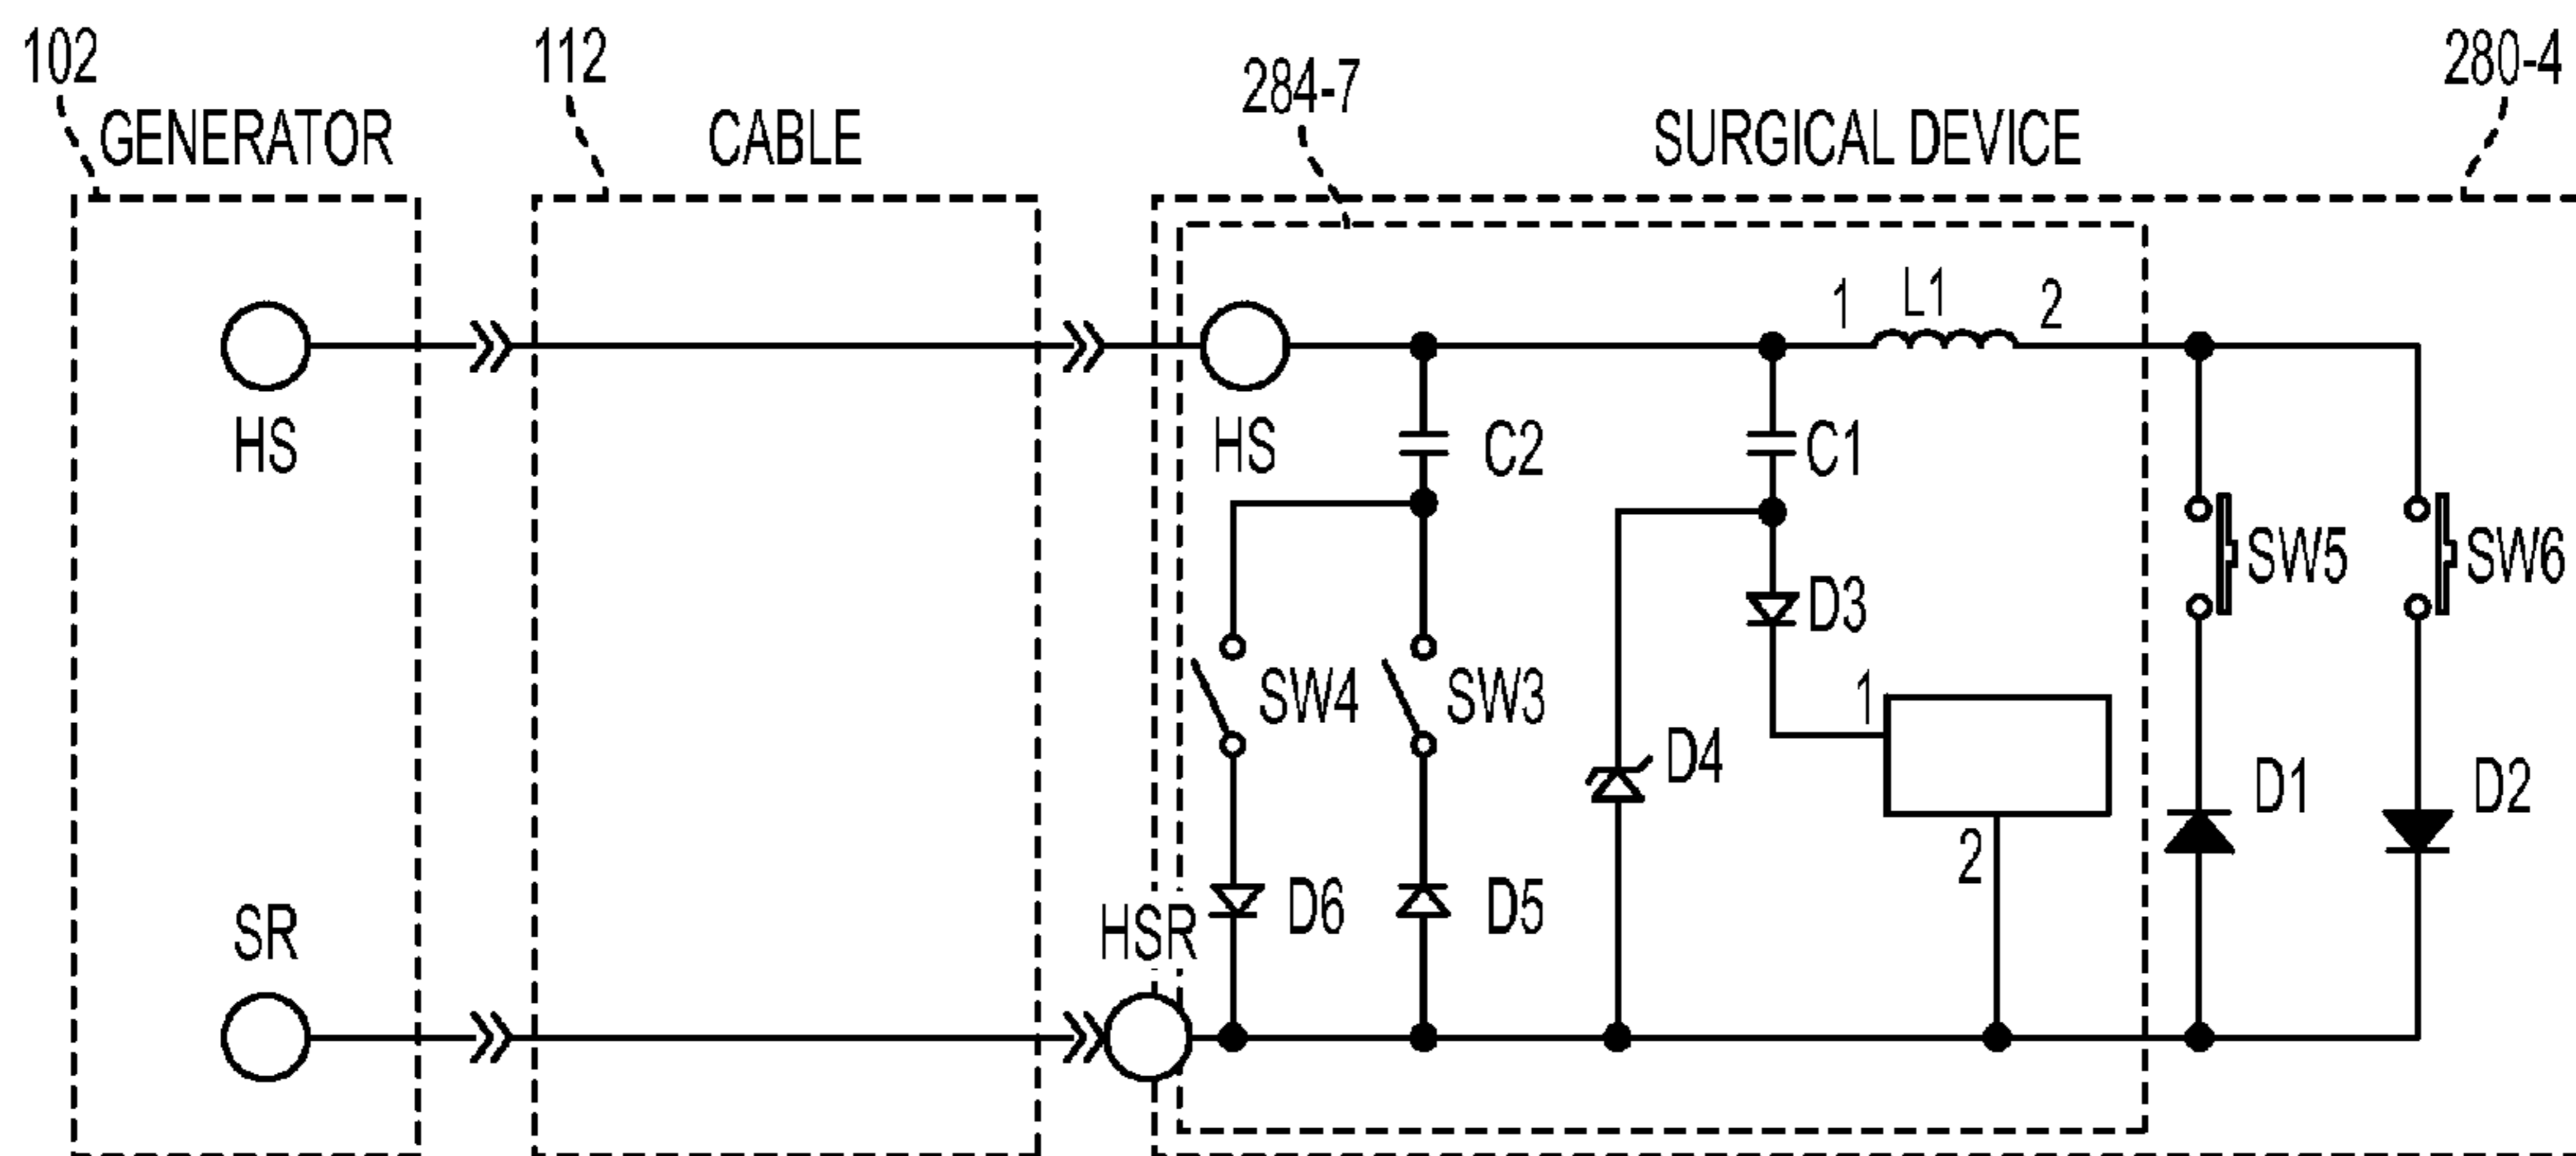 102
112
284-7
280-4
GENERATOR
CABLE
SURGICAL DEVICE
1
L1
2
HS
HS
C2
C1
SW5
SW6
D3
SW4
SW3
1
D4
D1
D2
2
SR
HSR
D6
D5